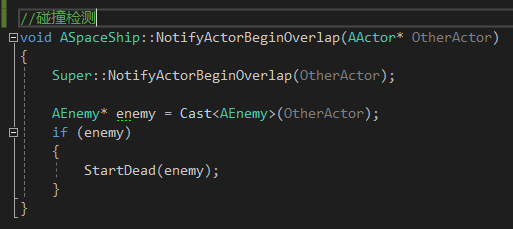 //碰撞检测
void ASpaceShip::NotifyActorBeginOverlap(AActor* OtherActor)
{
Super::NotifyActorBeginOverlap(OtherActor);
AEnemy* enemy = Cast<AEnemy>(OtherActor);
if (enemy)
{
StartDead(enemy);
}
}